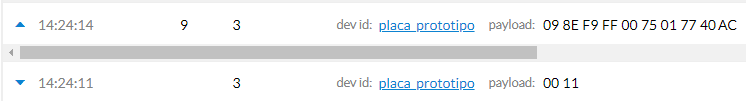 14:24:14 9 3 dev id: placa_prototipo payload: 09 8E F9 FF 00 75 01 77 40 AC
14:24:11 3 dev id: placa_prototipo payload: 00 11